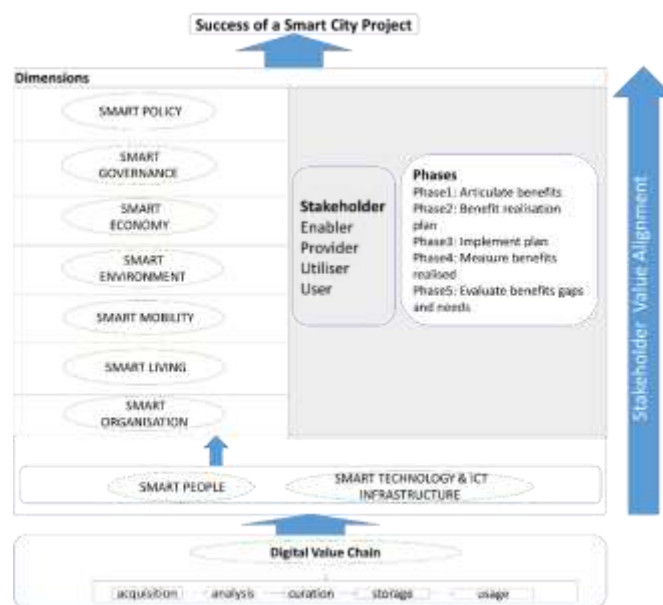 Success of a Smart City Project
Dimensions
SMART POLICY
SMART
GOVERNANCE
SMART
ECONOMY
SMART
ENVIRONMENT
SMART MOBILITY
SMART LIVING
SMART
ORGANISATION
Stakeholder
Enabler
Provider
Utiliser
User
Phases
Phase1: Articulate benefits
Phase2: Benefit realisation
plan
Phase3: Implement plan
Phase4: Measure benefits
realised
Phase5: Evaluate benefits gaps
and needs
Stakeholder Value Alignment
SMART PEOPLE
SMART TECHNOLOGY & ICT
INFRASTRUCTURE
Digital Value Chain
acquisition analysis curation storage usage